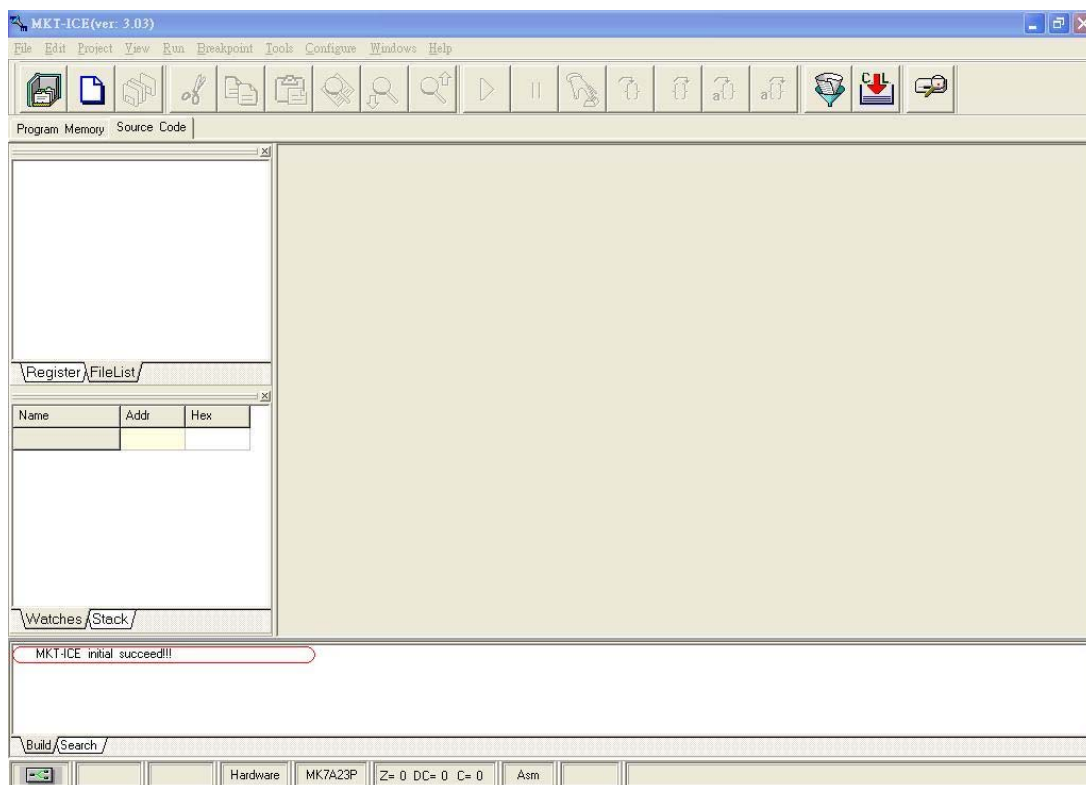 MKT-ICE(ver: 3.03)
File Edit Project View Run Breakpoint Tools Configure Windows Help
a a C L
Program Memory Source Code
Register FileList
Name Addr Hex
Watches Stack
MKT-ICE initial succeed!!!
Build Search
Hardware MK7A23P Z= 0 DC= 0 C= 0 Asm